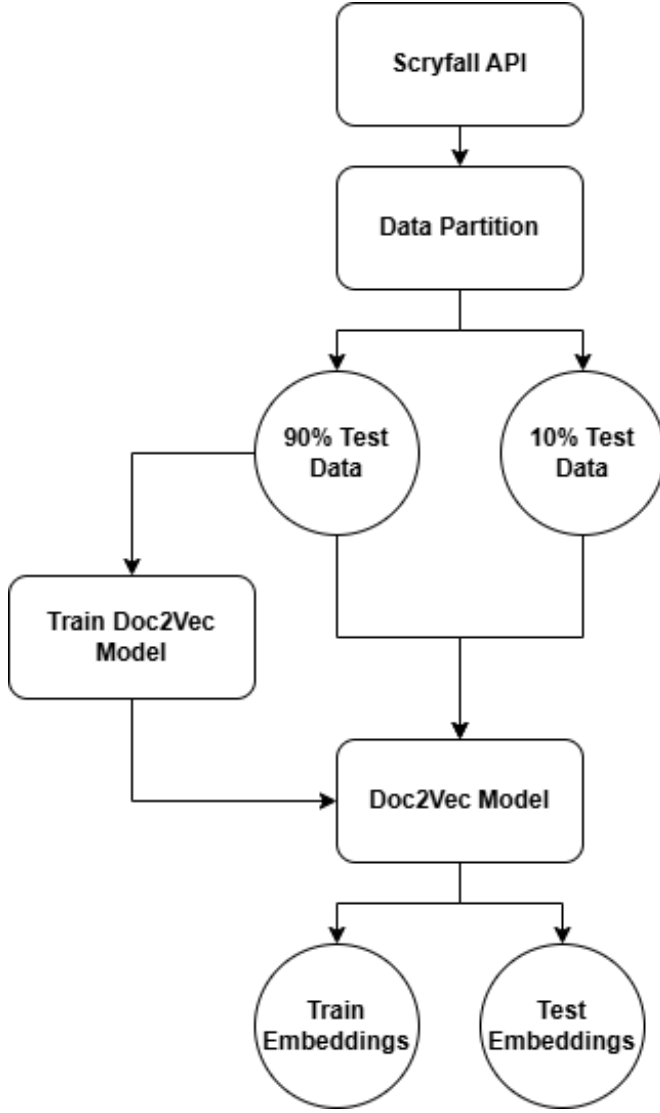 Scryfall API
Data Partition
90% Test
Data
10% Test
Data
Train Doc2Vec
Model
Doc2Vec Model
Train
Embeddings
Test
Embeddings